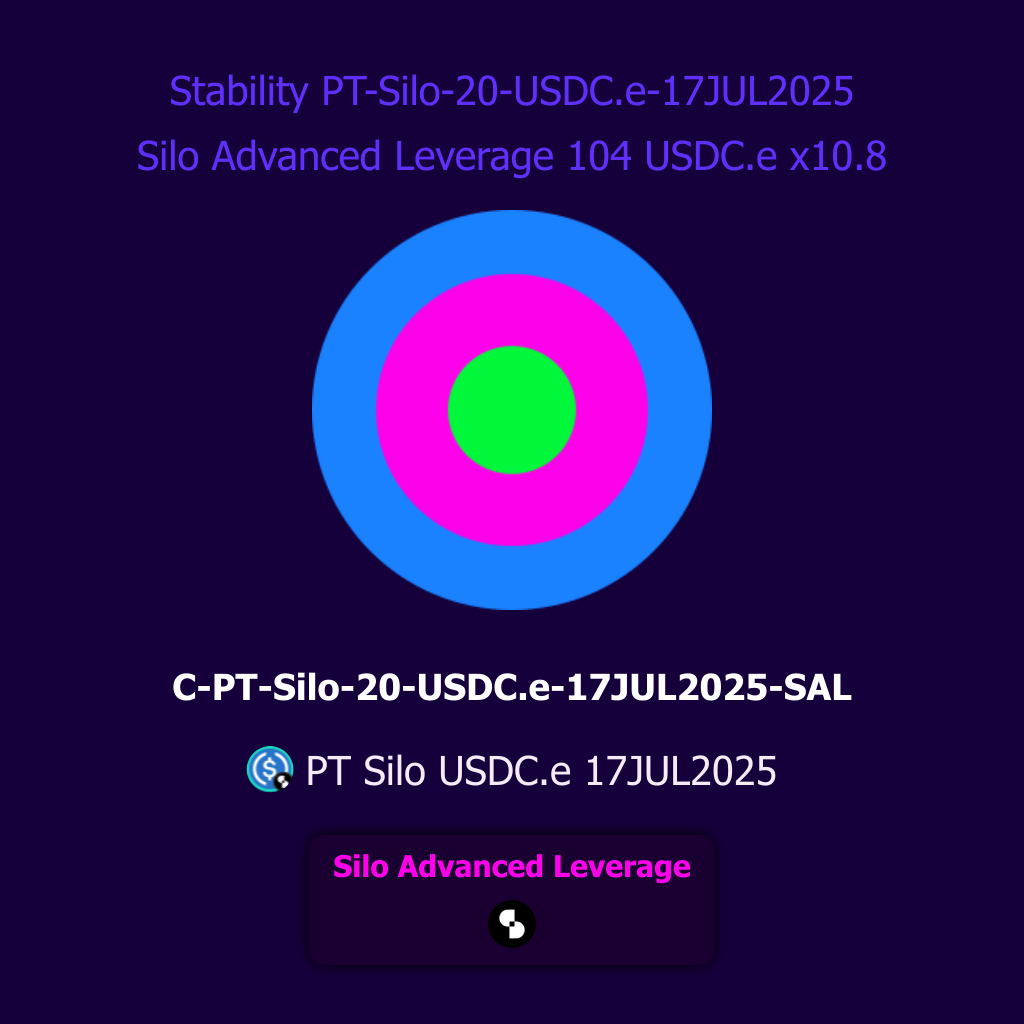 Stability PT-Silo-20-USDC.e-17JUL2025
Silo Advanced Leverage 104 USDC.e x10.8
C-PT-Silo-20-USDC.e-17JUL2025-SAL
PT Silo USDC.e 17JUL2025
Silo Advanced Leverage